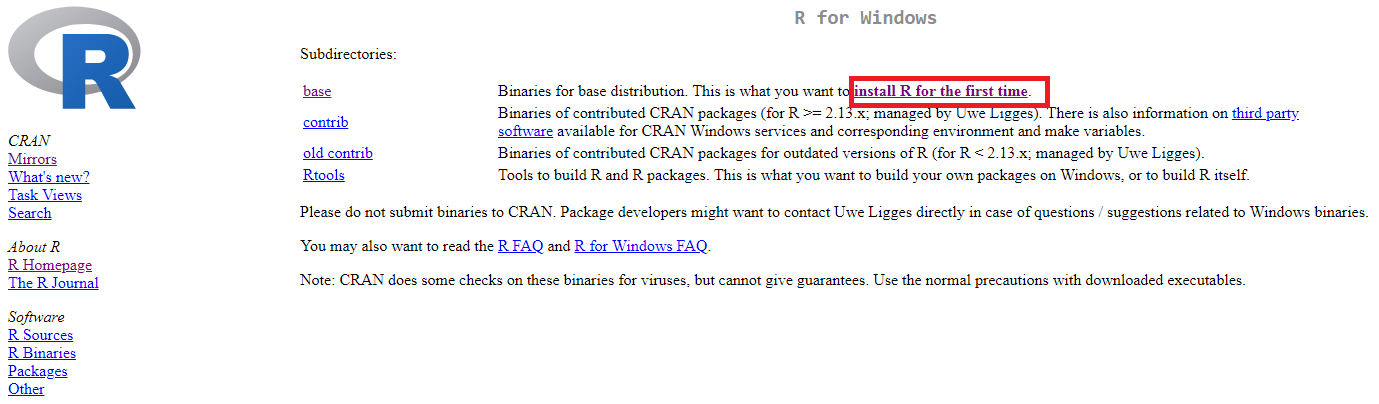 R
CRAN
Mirrors
What's new?
Task Views
Search
About R
R Homepage
The R Journal
Software
R Sources
R Binaries
Packages
Other
R for Windows
Subdirectories:
base Binaries for base distribution. This is what you want to install R for the first time.
contrib Binaries of contributed CRAN packages (for R >= 2.13.x; managed by Uwe Ligges). There is also information on third party
software available for CRAN Windows services and corresponding environment and make variables.
old contrib Binaries of contributed CRAN packages for outdated versions of R (for R < 2.13.x; managed by Uwe Ligges).
Rtools Tools to build R and R packages. This is what you want to build your own packages on Windows, or to build R itself.
Please do not submit binaries to CRAN. Package developers might want to contact Uwe Ligges directly in case of questions / suggestions related to Windows binaries.
You may also want to read the R FAQ and R for Windows FAQ.
Note: CRAN does some checks on these binaries for viruses, but cannot give guarantees. Use the normal precautions with downloaded executables.